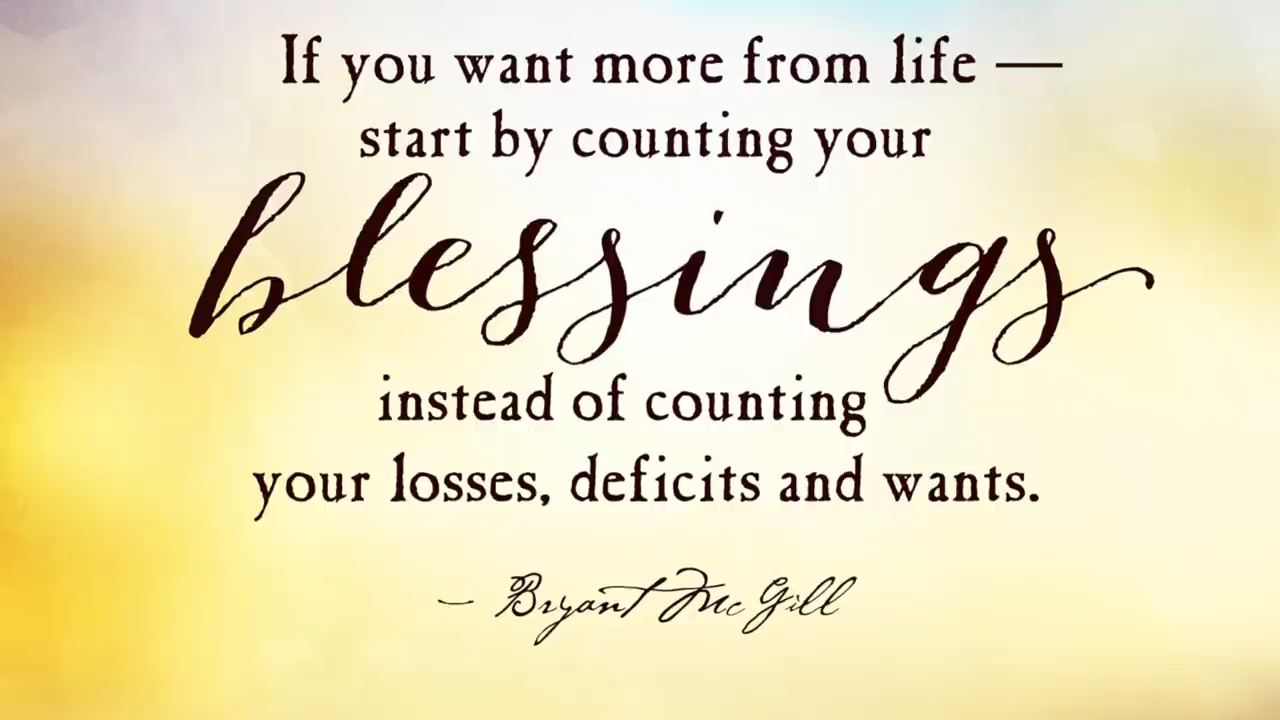 If you want more from life —
start by counting your
blessings
instead of counting
your losses, deficits and wants.
— Bryant McGill